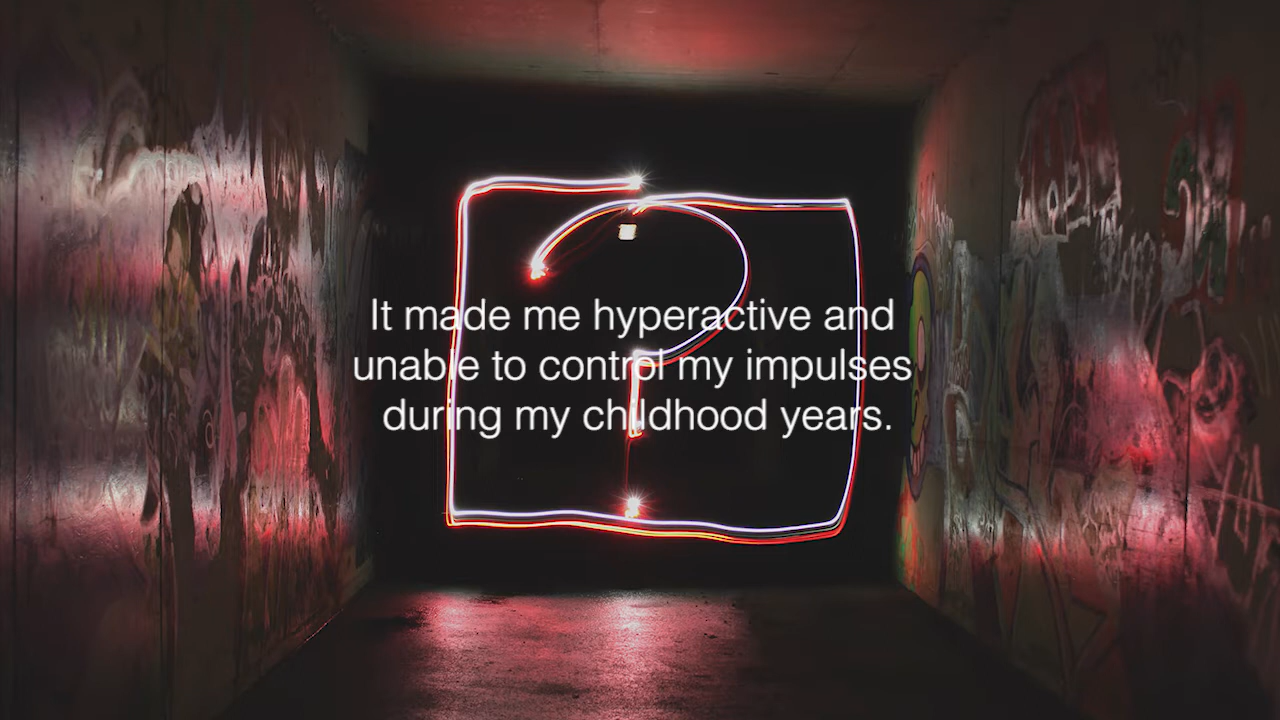 It made me hyperactive and
unable to control my impulses
during my childhood years.